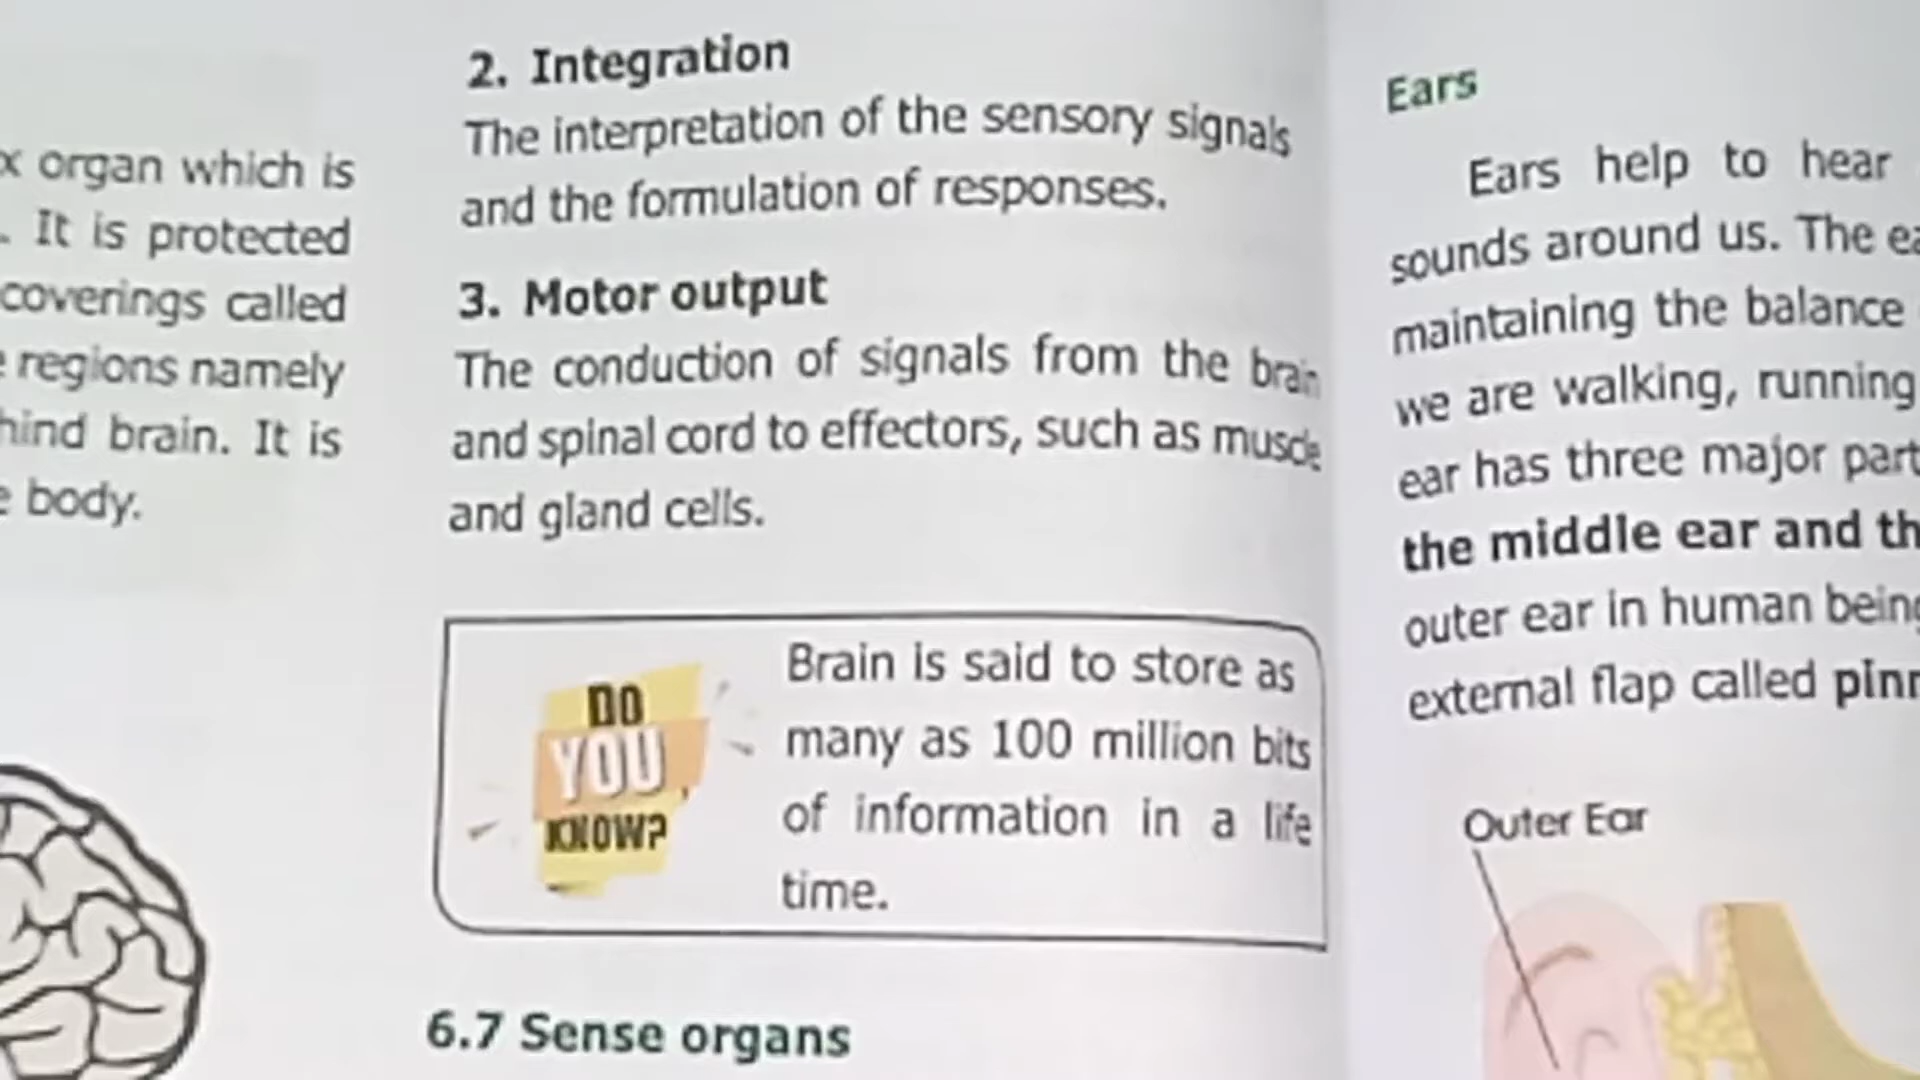 organ which is
It is protected
coverings called
regions namely
hind brain. It is
body.
2. Integration
The interpretation of the sensory signals
and the formulation of responses.
3. Motor output
The conduction of signals from the brain
and spinal cord to effectors, such as muscle
and gland cells.
DO
YOU
KNOW?
Brain is said to store as
many as 100 million bits
of information in a life
time.
6.7 Sense organs
Ears
Ears help to hear
sounds around us. The
maintaining the balance
we are walking, running
ear has three major
the middle ear and
outer ear in human
external flap called
Outer Ear